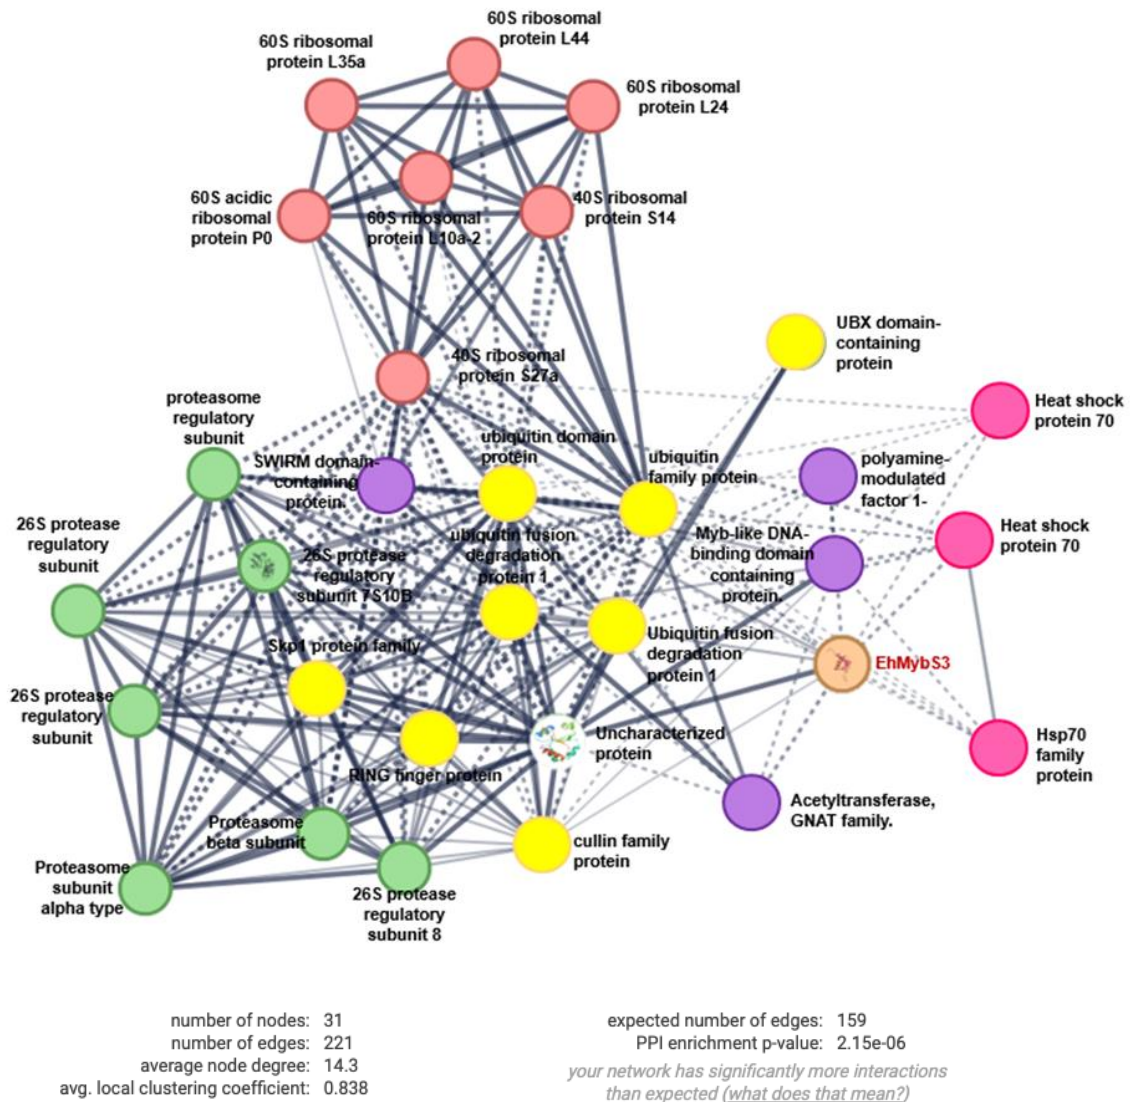 60S ribosomal
protein L44
60S ribosomal
protein L35a
60S ribosomal
protein L24
60S acidic
ribosomal
protein P0
60S ribosomal
protein L10a-2
40S ribosomal
protein S14
UBX domain-
containing
protein
40S ribosomal
protein S27a
Heat shock
protein 70
proteasome
regulatory
subunit
SWIRM domain-
containing
protein.
ubiquitin domain
protein
ubiquitin
family protein
polyamine-
modulated
factor 1-
26S protease
regulatory
subunit
26S protease
regulatory
subunit 7S10B
ubiquitin fusion
degradation
protein 1
Myb-like DNA-
binding domain
containing
protein.
Heat shock
protein 70
Skp1 protein family
Ubiquitin fusion
degradation
protein 1
EhMybS3
26S protease
regulatory
subunit
Uncharacterized
protein
Hsp70
family
protein
RING finger protein
Proteasome
beta subunit
Acetyltransferase,
GNAT family.
cullin family
protein
Proteasome
subunit
alpha type
26S protease
regulatory
subunit 8
number of nodes: 31
number of edges: 221
average node degree: 14.3
avg. local clustering coefficient: 0.838
expected number of edges: 159
PPI enrichment p-value: 2.15e-06
your network has significantly more interactions
than expected (what does that mean?)